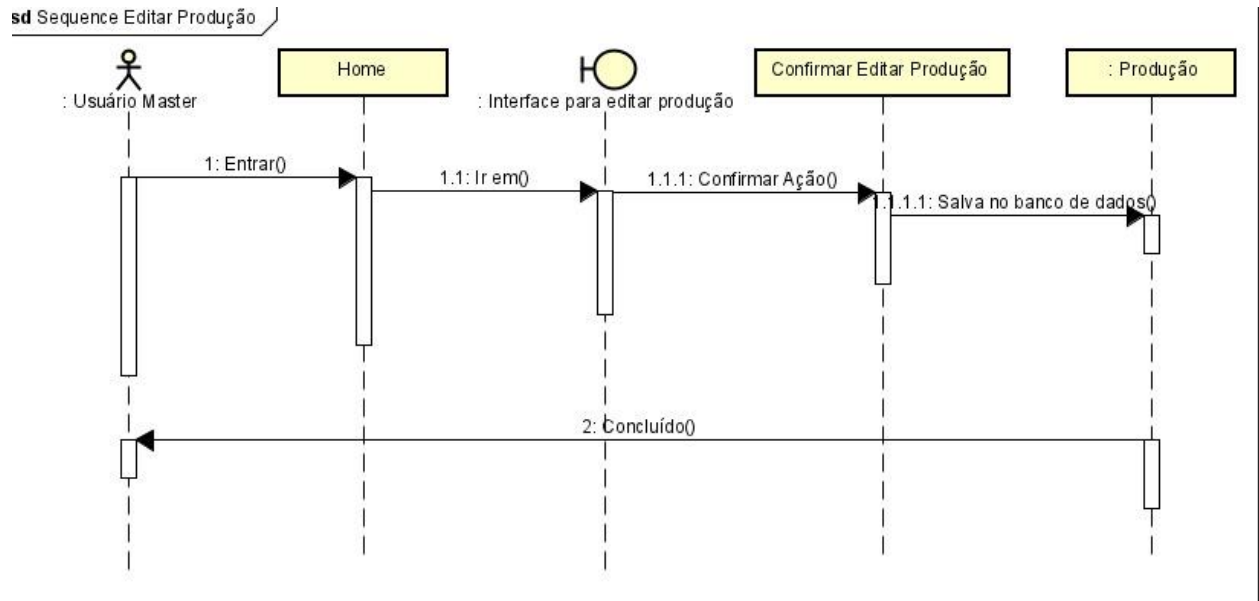 sd Sequence Editar Produção
: Usuário Master
Home
: Interface para editar produção
Confirmar Editar Produção
: Produção
1: Entrar()
1.1: Ir em()
1.1.1: Confirmar Ação()
1.1.1.1: Salva no banco de dados()
2: Concluído()